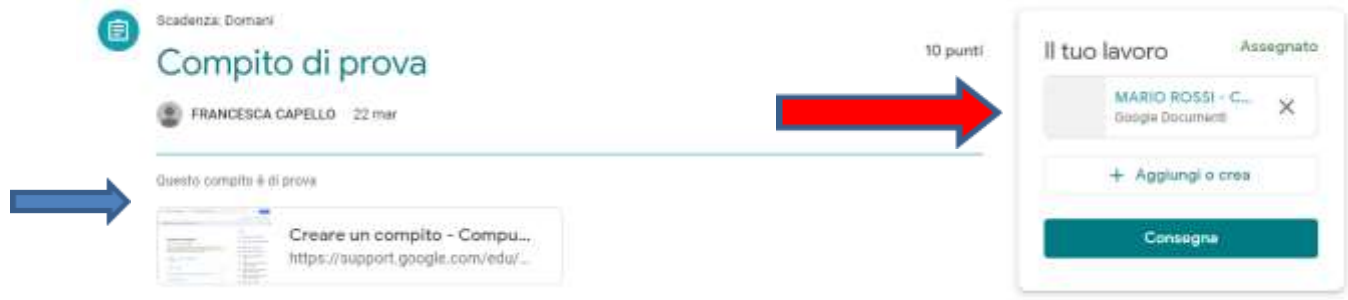 Scadenza: Domani
Compito di prova
10 punti
FRANCESCA CAPELLO 22 mar
Questo compito è di prova
Creare un compito - Compu...
https://support.google.com/edu/...
Il tuo lavoro Assegnato
MARIO ROSSI - C...
Google Documenti
+ Aggiungi o crea
Consegna